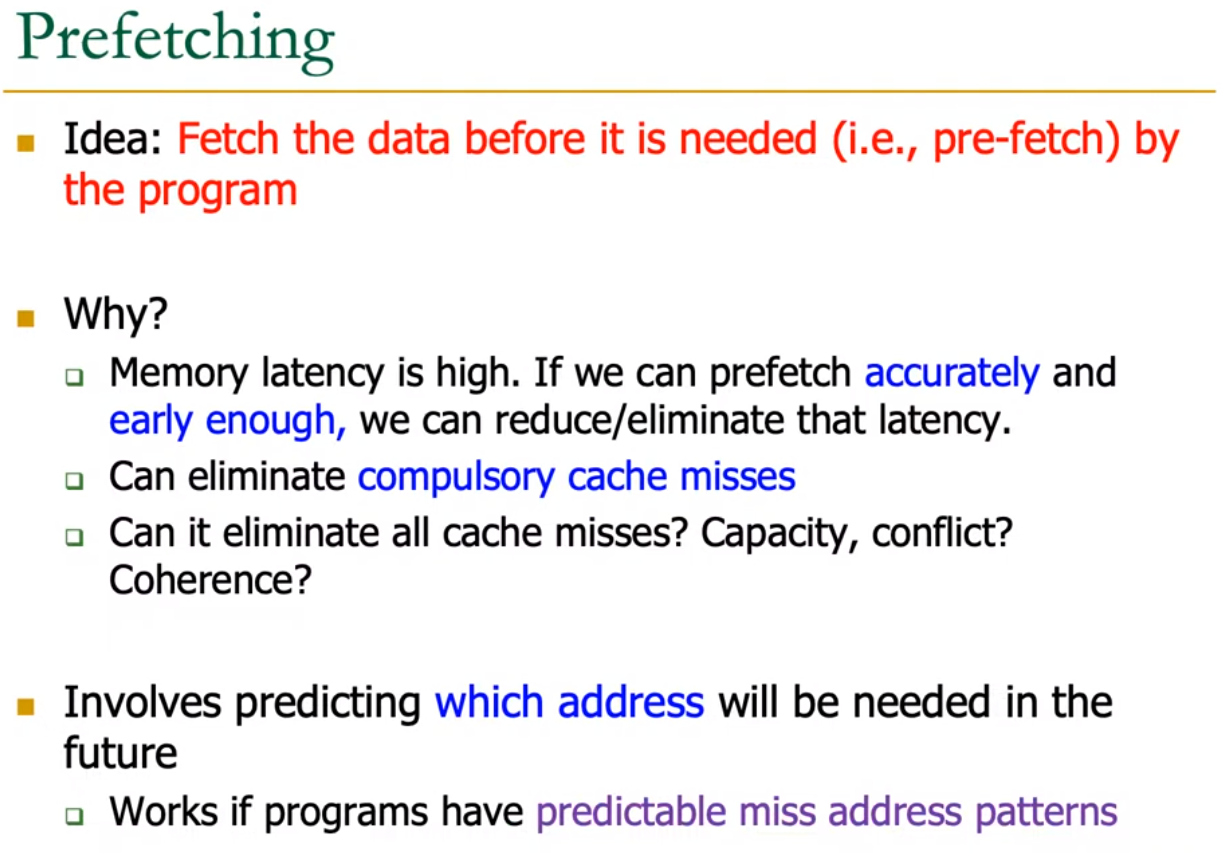 Prefetching
Idea: Fetch the data before it is needed (i.e., pre-fetch) by
the program
Why?
Memory latency is high. If we can prefetch accurately and
early enough, we can reduce/eliminate that latency.
Can eliminate compulsory cache misses
Can it eliminate all cache misses? Capacity, conflict?
Coherence?
Involves predicting which address will be needed in the
future
Works if programs have predictable miss address patterns